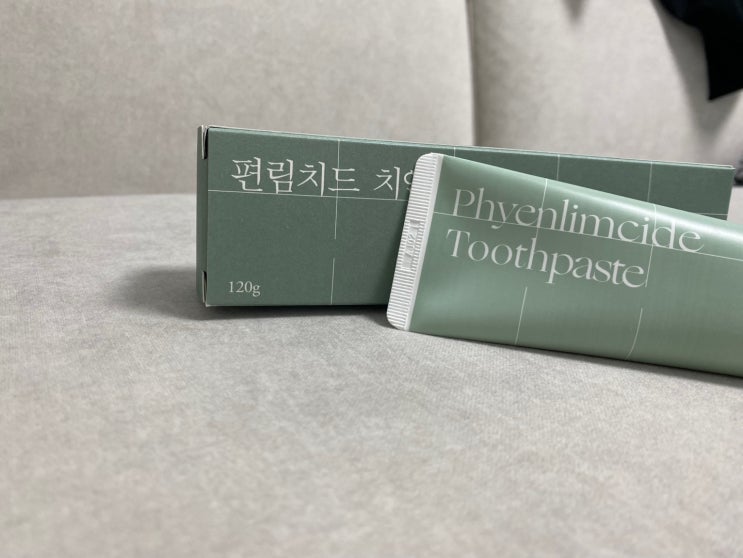 편림치드
120g
Phyenlimcide
Toothpaste